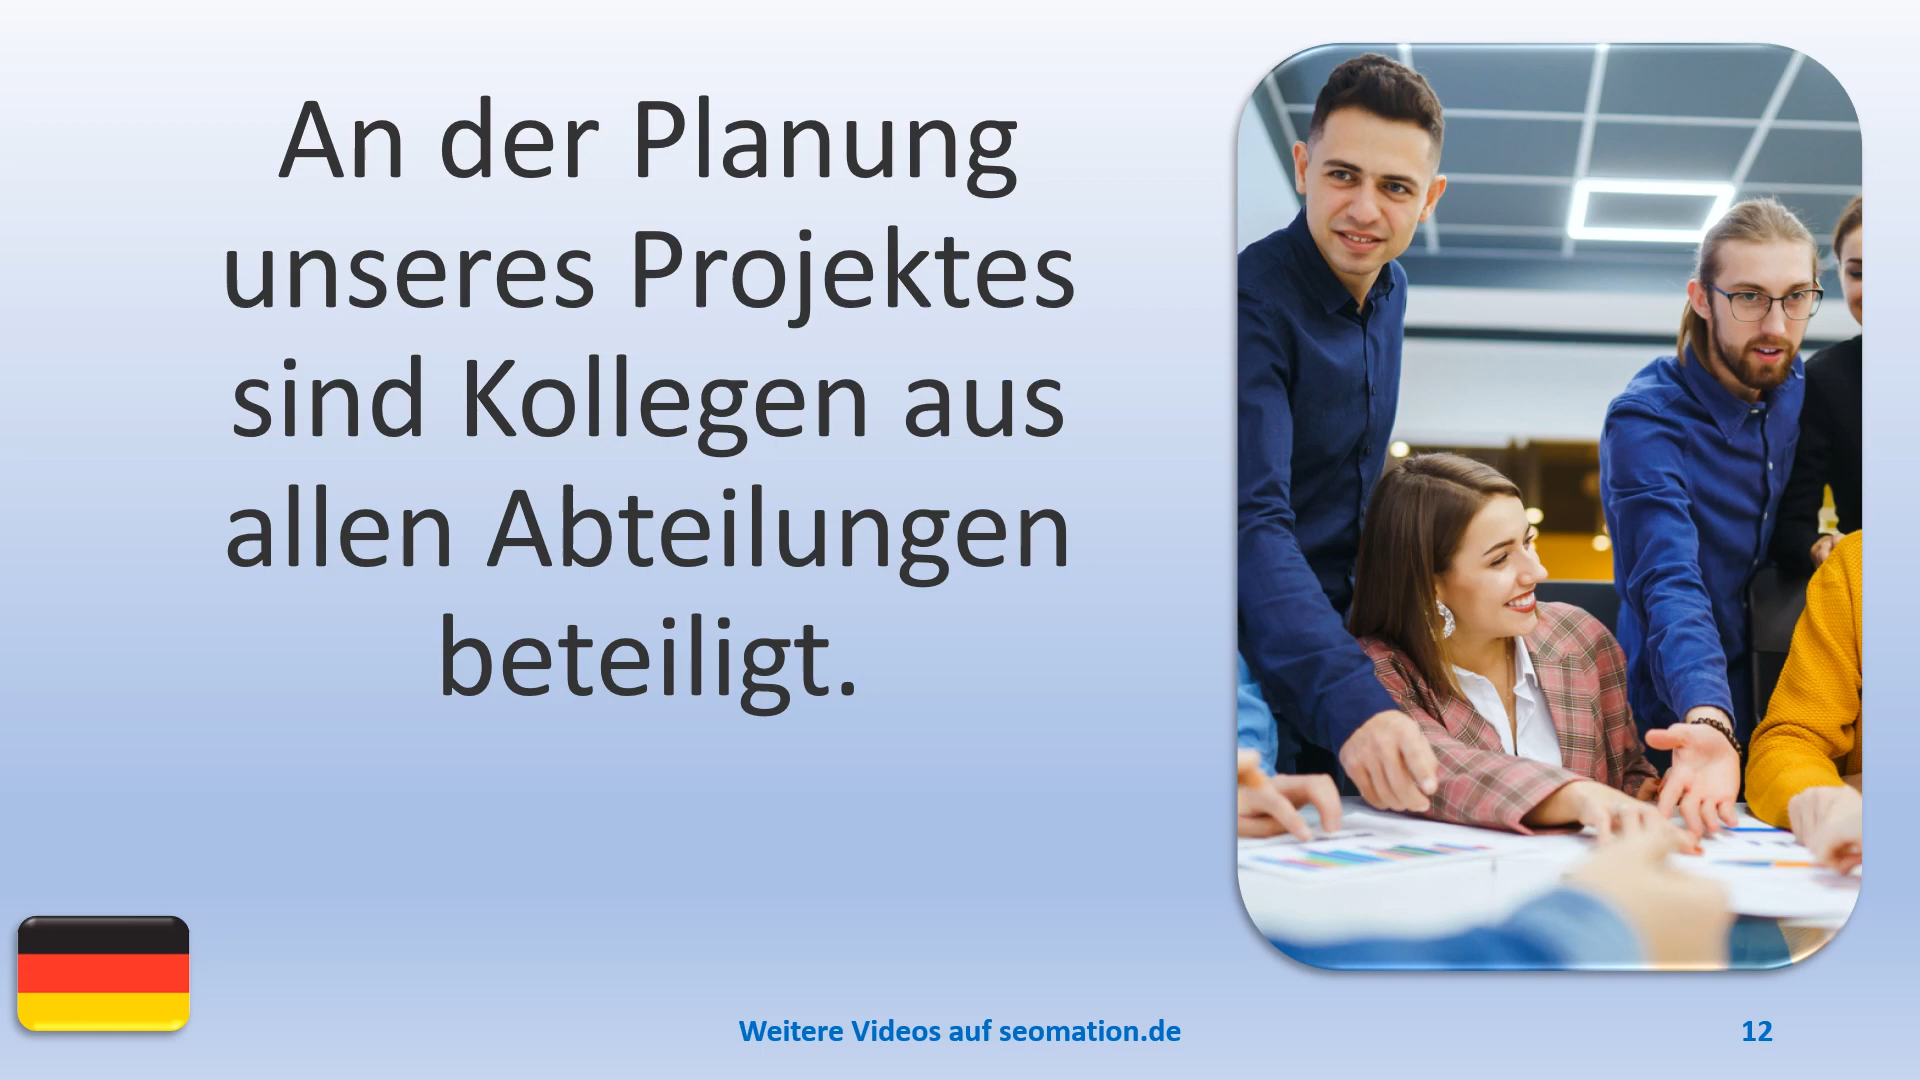 An der Planung
unseres Projektes
sind Kollegen aus
allen Abteilungen
beteiligt.
Weitere Videos auf seomation.de
12